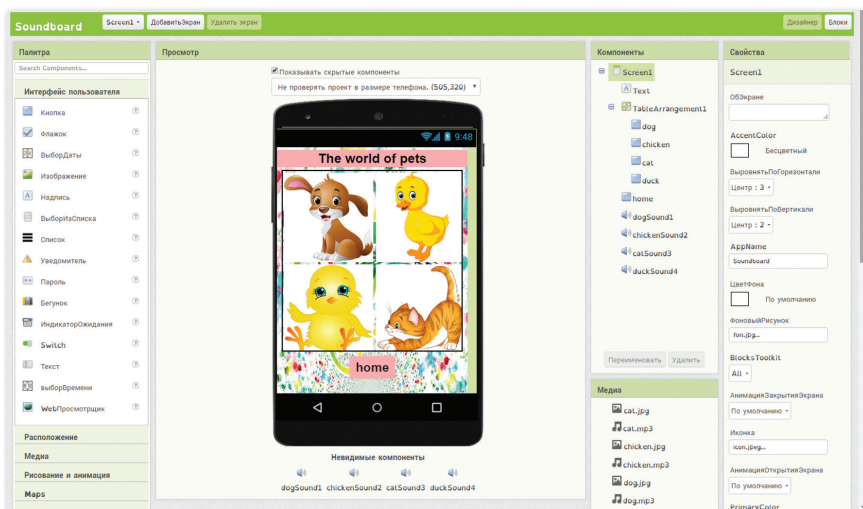 Soundboard
Screen1
ДобавитьЭкран
Удалить экран
Дизайнер
Блоки
Палитра
Search Components...
Интерфейс пользователя
Кнопка
Флажок
ВыборДаты
Изображение
Надпись
ВыборИзСписка
Список
Уведомитель
Пароль
Бегунок
ИндикаторОжидания
Switch
Текст
выборВремени
WebПросмотрщик
Расположение
Медиа
Рисование и анимация
Maps
Просмотр
Показывать скрытые компоненты
Не проверять проект в размере телефона. (505,320)
9:48
The world of pets
home
Невидимые компоненты
dogSound1 chickenSound2 catSound3 duckSound4
Компоненты
Screen1
Text
TableArrangement1
dog
chicken
cat
duck
home
dogSound1
chickenSound2
catSound3
duckSound4
Переименовать
Удалить
Медиа
cat.jpg
cat.mp3
chicken.jpg
chicken.mp3
dog.jpg
dog.mp3
Свойства
Screen1
ОбЭкране
AccentColor
Бесцветный
ВыровнятьПоГоризонтали
Центр : 3
ВыровнятьПоВертикали
Центр : 2
AppName
Soundboard
ЦветФона
По умолчанию
ФоновыйРисунок
fon.jpg...
BlocksToolkit
All
АнимацияЗакрытияЭкрана
По умолчанию
Иконка
icon.jpeg...
АнимацияОткрытияЭкрана
По умолчанию
PrimaryColor